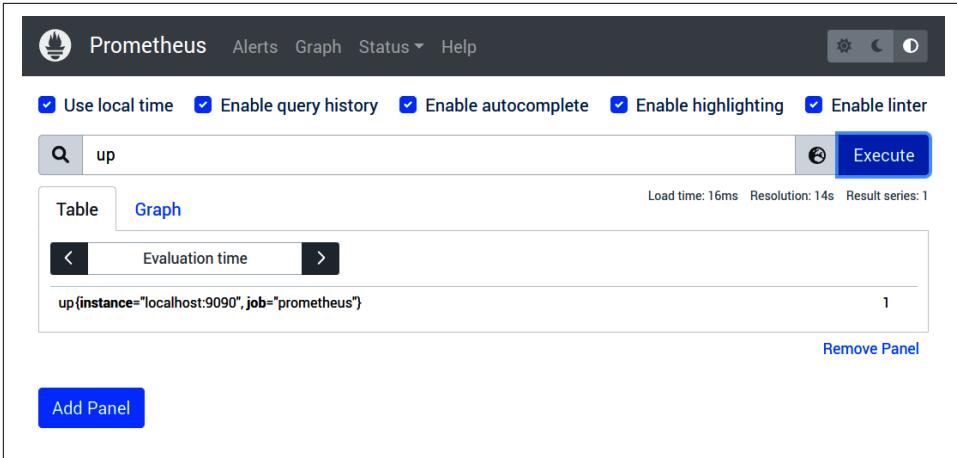 Prometheus Alerts Graph Status Help
Use local time Enable query history Enable autocomplete Enable highlighting Enable linter
up Execute
Load time: 16ms Resolution: 14s Result series: 1
Table Graph
Evaluation time
up{instance="localhost:9090", job="prometheus"} 1
Remove Panel
Add Panel